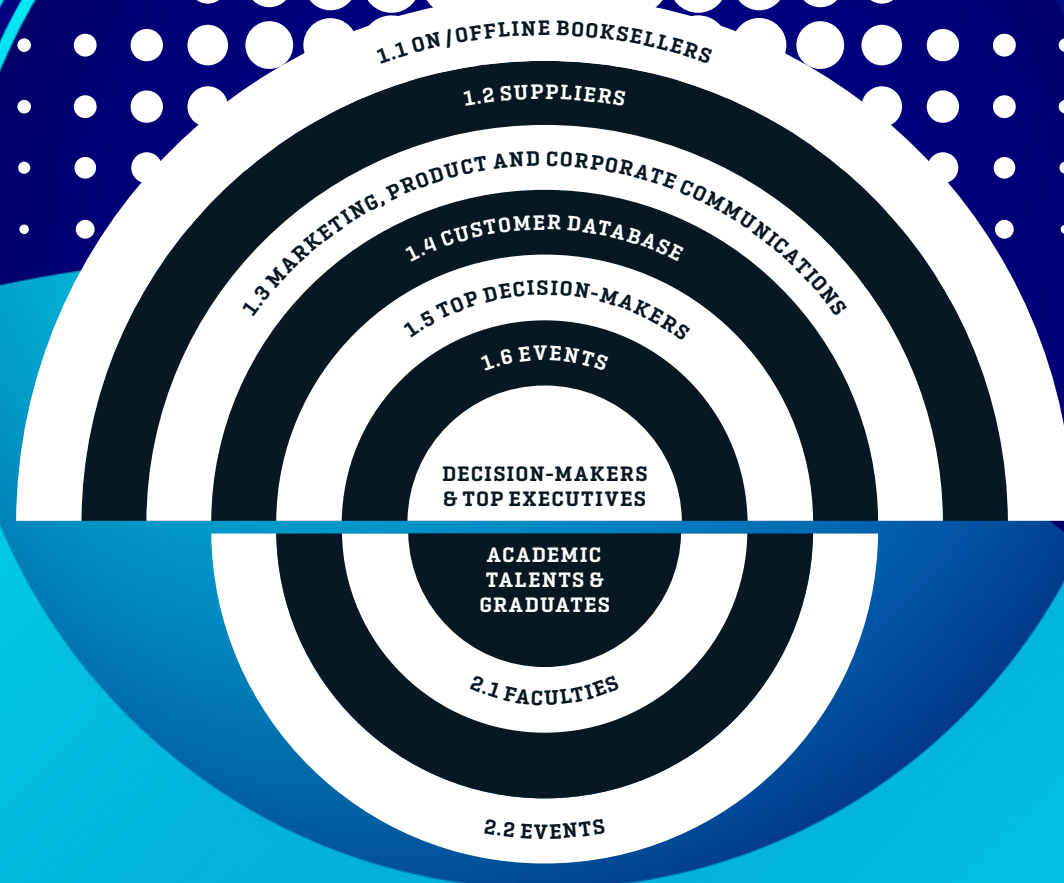 1.1 ON/OFFLINE BOOKSELLERS
1.2 SUPPLIERS
1.3 MARKETING, PRODUCT AND CORPORATE COMMUNICATIONS
1.4 CUSTOMER DATABASE
1.5 TOP DECISION-MAKERS
1.6 EVENTS
DECISION-MAKERS
& TOP EXECUTIVES
ACADEMIC
TALENTS &
GRADUATES
2.1 FACULTIES
2.2 EVENTS